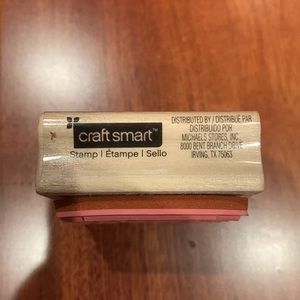 craft smart™
Stamp | Étampe | Sello
DISTRIBUTED BY / DISTRIBUÉ PAR
DISTRIBUIDO POR
MICHAELS STORES, INC.
8000 BENT BRANCH DRIVE
IRVING, TX 75063